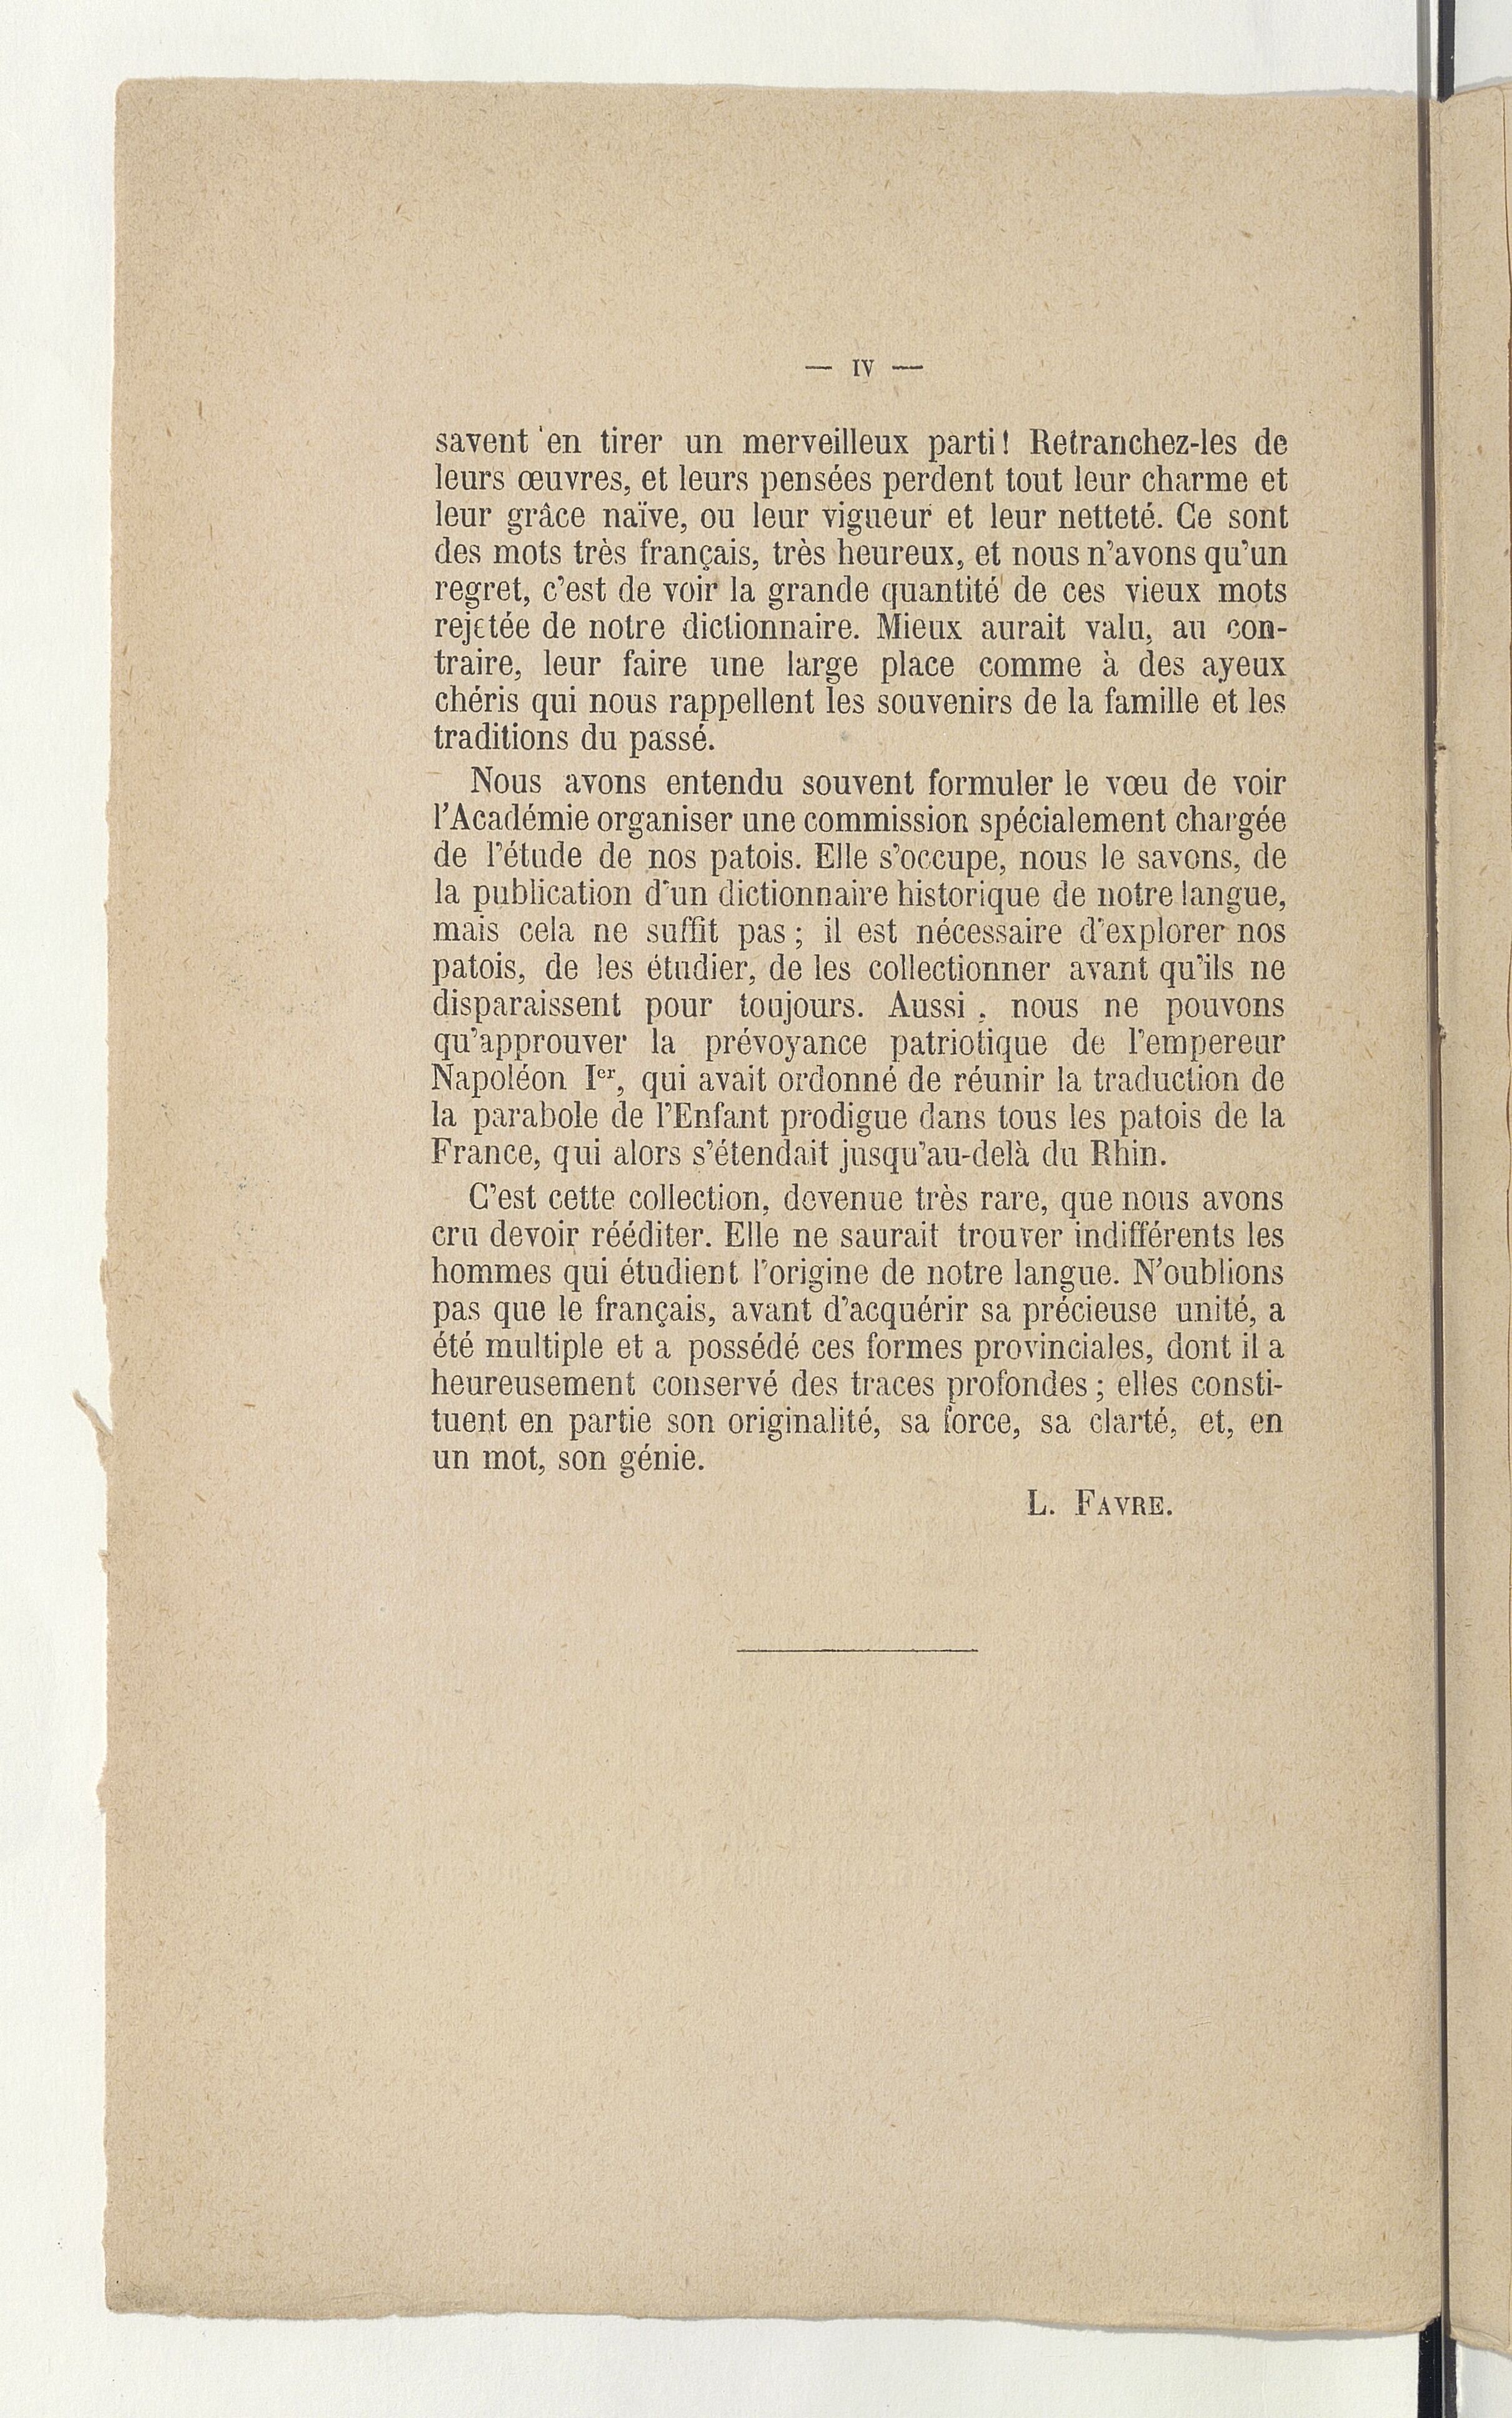 — IV —
savent en tirer un merveilleux parti! Retranchez-les de
leurs œuvres, et leurs pensées perdent tout leur charme et
leur grâce naïve, ou leur vigueur et leur netteté. Ce sont
des mots très français, très heureux, et nous n'avons qu'un
regret, c'est de voir la grande quantité de ces vieux mots
rejetée de notre dictionnaire. Mieux aurait valu, au con-
traire, leur faire une large place comme à des ayeux
chéris qui nous rappellent les souvenirs de la famille et les
traditions du passé.
Nous avons entendu souvent formuler le vœu de voir
l'Académie organiser une commission spécialement chargée
de l'étude de nos patois. Elle s'occupe, nous le savons, de
la publication d'un dictionnaire historique de notre langue,
mais cela ne suffit pas ; il est nécessaire d'explorer nos
patois, de les étudier, de les collectionner avant qu'ils ne
disparaissent pour toujours. Aussi, nous ne pouvons
qu'approuver la prévoyance patriotique de l'empereur
Napoléon Ier, qui avait ordonné de réunir la traduction de
la parabole de l'Enfant prodigue dans tous les patois de la
France, qui alors s'étendait jusqu'au-delà du Rhin.
C'est cette collection, devenue très rare, que nous avons
cru devoir rééditer. Elle ne saurait trouver indifférents les
hommes qui étudient l'origine de notre langue. N'oublions
pas que le français, avant d'acquérir sa précieuse unité, a
été multiple et a possédé ces formes provinciales, dont il a
heureusement conservé des traces profondes ; elles consti-
tuent en partie son originalité, sa force, sa clarté, et, en
un mot, son génie.
L. FAVRE.